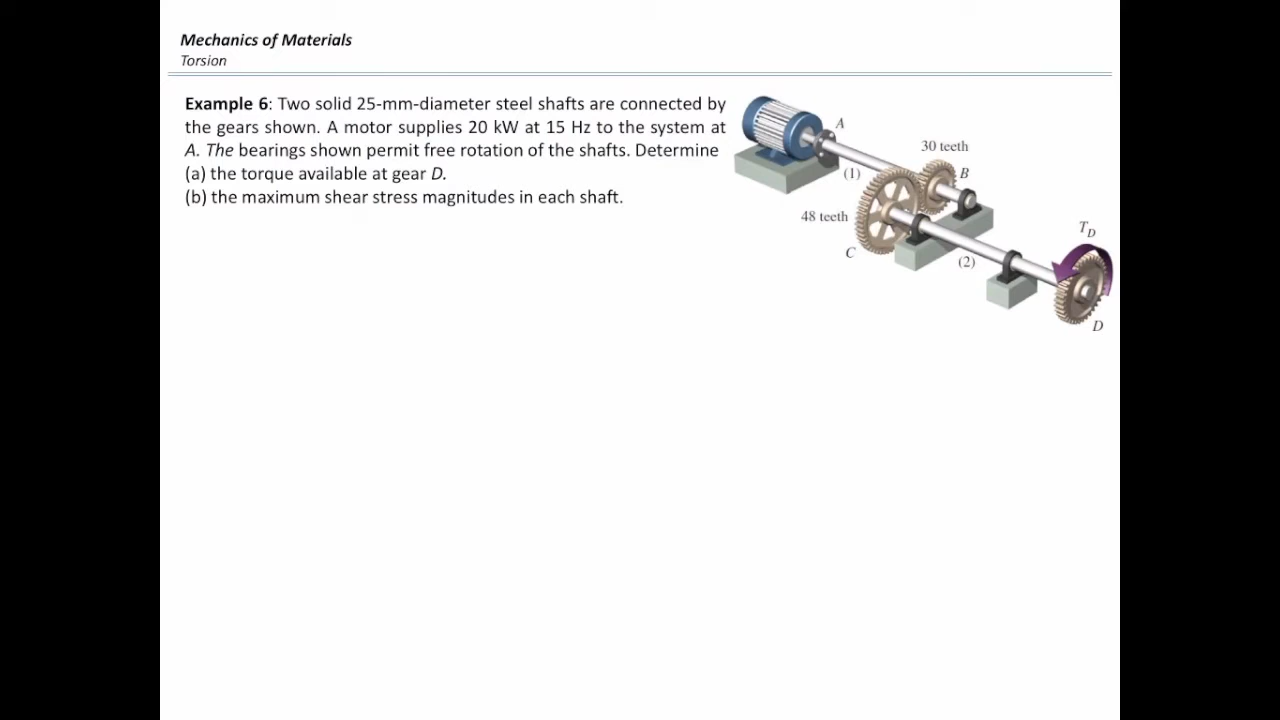 Mechanics of Materials
Torsion
Example 6: Two solid 25-mm-diameter steel shafts are connected by
the gears shown. A motor supplies 20 kW at 15 Hz to the system at
A. The bearings shown permit free rotation of the shafts. Determine
(a) the torque available at gear D.
(b) the maximum shear stress magnitudes in each shaft.
A
30 teeth
(1)
B
48 teeth
C
(2)
T_D
D